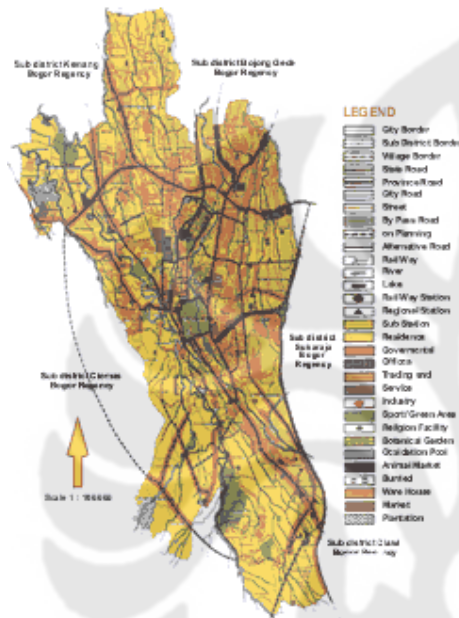 Sub district Kemang
Bogor Regency
Sub district Bojong Gede
Bogor Regency
LEGEND
City Border
Sub District Border
Village Border
State Road
Province Road
City Road
Street
By Pass Road
on Planning
Alternative Road
Rail Way
River
Lake
Rail Way Station
Regional Station
Sub Station
Residence
Governmental
Offices
Trading and
Service
Industry
Sport/Green Area
Religion Facility
Botanical Garden
Oxidation Pool
Animal Market
Burried
Ware House
Market
Plantation
Sub district
Sukaraja
Bogor
Regency
Sub district Ciomas
Bogor Regency
Scale 1 :
Sub district
Bogor Regency